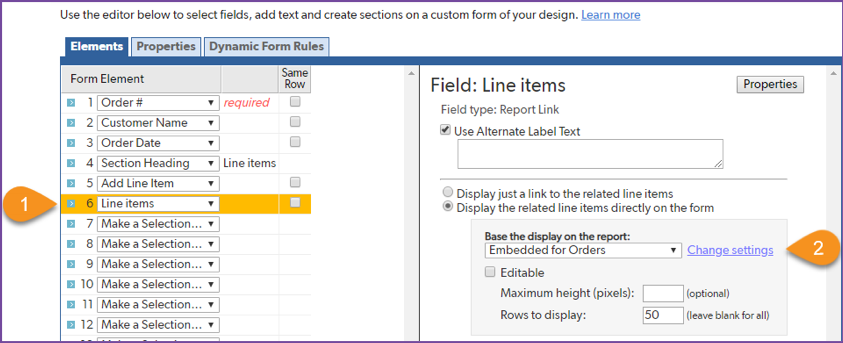 Use the editor below to select fields, add text and create sections on a custom form of your design. Learn more
Elements Properties Dynamic Form Rules
Form Element Same Row
1 Order # required
2 Customer Name
3 Order Date
4 Section Heading Line items
5 Add Line Item
6 Line items
7 Make a Selection...
8 Make a Selection...
9 Make a Selection...
10 Make a Selection...
11 Make a Selection...
12 Make a Selection...
1
Field: Line items Properties
Field type: Report Link
Use Alternate Label Text
Display just a link to the related line items
Display the related line items directly on the form
Base the display on the report:
Embedded for Orders Change settings
2
Editable
Maximum height (pixels): (optional)
Rows to display: 50 (leave blank for all)